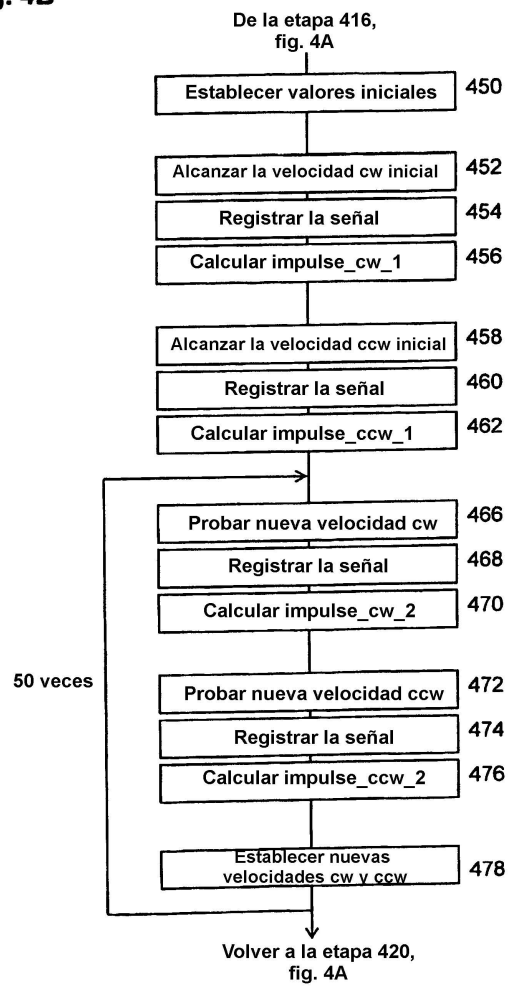 De la etapa 416,
fig. 4A
Establecer valores iniciales 450
Alcanzar la velocidad cw inicial 452
Registrar la señal 454
Calcular impulse_cw_1 456
Alcanzar la velocidad ccw inicial 458
Registrar la señal 460
Calcular impulse_ccw_1 462
Probar nueva velocidad cw 466
Registrar la señal 468
Calcular impulse_cw_2 470
50 veces
Probar nueva velocidad ccw 472
Registrar la señal 474
Calcular impulse_ccw_2 476
Establecer nuevas
velocidades cw y ccw 478
Volver a la etapa 420,
fig. 4A